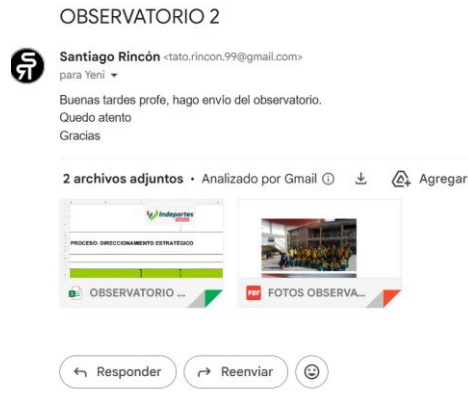 OBSERVATORIO 2
Santiago Rincón <tato.rincon.99@gmail.com>
para Yeni
Buenas tardes profe, hago envío del observatorio.
Quedo atento
Gracias
2 archivos adjuntos • Analizado por Gmail
Agregar
Indeportes
PROCESO: DIRECCIONAMIENTO ESTRATÉGICO
OBSERVATORIO ...
PDF FOTOS OBSERVA...
Responder
Reenviar